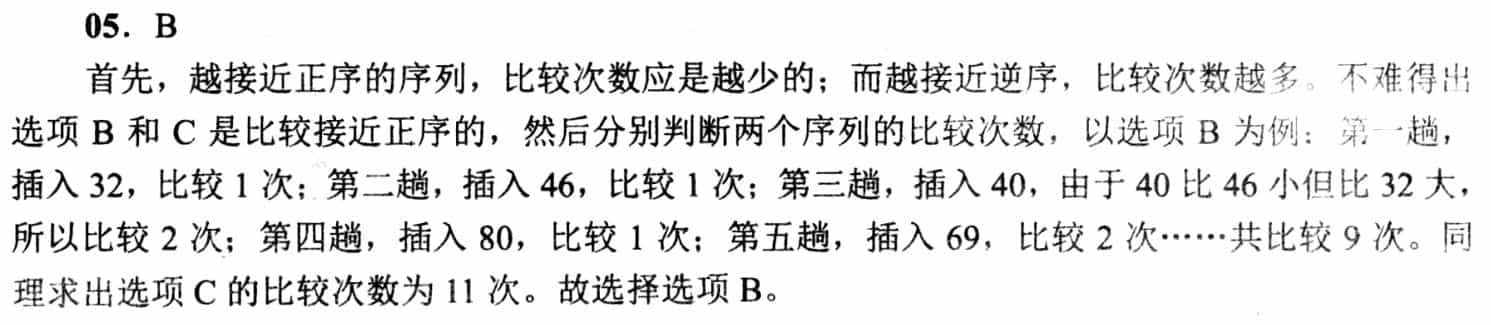 05. B
首先，越接近正序的序列，比较次数应是越少的；而越接近逆序，比较次数越多。不难得出
选项 B 和 C 是比较接近正序的，然后分别判断两个序列的比较次数，以选项 B 为例：第一趟，
插入 32，比较 1 次；第二趟，插入 46，比较 1 次；第三趟，插入 40，由于 40 比 46 小但比 32 大，
所以比较 2 次；第四趟，插入 80，比较 1 次；第五趟，插入 69，比较 2 次……共比较 9 次。同
理求出选项 C 的比较次数为 11 次。故选择选项 B。